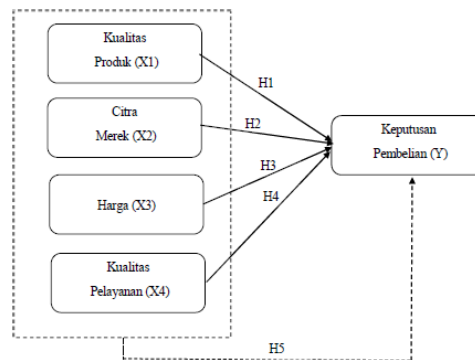 Kualitas
Produk (X1)
H1
Citra
Merek (X2)
H2
Keputusan
Pembelian (Y)
H3
Harga (X3)
H4
Kualitas
Pelayanan (X4)
H5